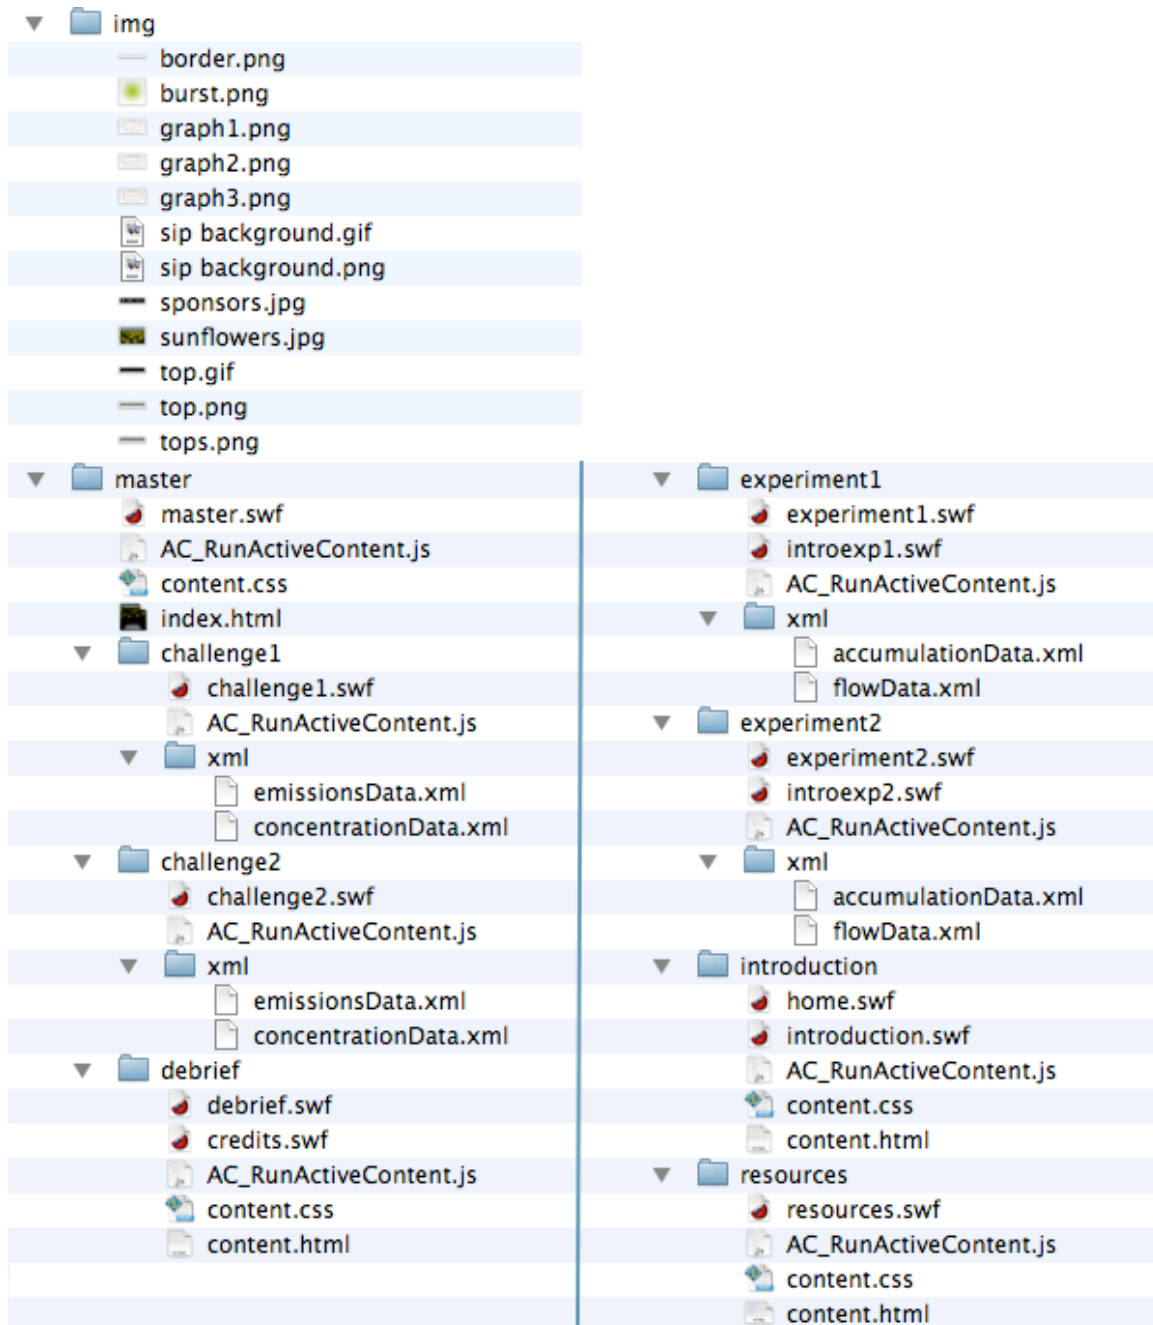 img
border.png
burst.png
graph1.png
graph2.png
graph3.png
sip background.gif
sip background.png
sponsors.jpg
sunflowers.jpg
top.gif
top.png
tops.png
master
master.swf
AC_RunActiveContent.js
content.css
index.html
challenge1
challenge1.swf
AC_RunActiveContent.js
xml
emissionsData.xml
concentrationData.xml
challenge2
challenge2.swf
AC_RunActiveContent.js
xml
emissionsData.xml
concentrationData.xml
debrief
debrief.swf
credits.swf
AC_RunActiveContent.js
content.css
content.html
experiment1
experiment1.swf
introexp1.swf
AC_RunActiveContent.js
xml
accumulationData.xml
flowData.xml
experiment2
experiment2.swf
introexp2.swf
AC_RunActiveContent.js
xml
accumulationData.xml
flowData.xml
introduction
home.swf
introduction.swf
AC_RunActiveContent.js
content.css
content.html
resources
resources.swf
AC_RunActiveContent.js
content.css
content.html